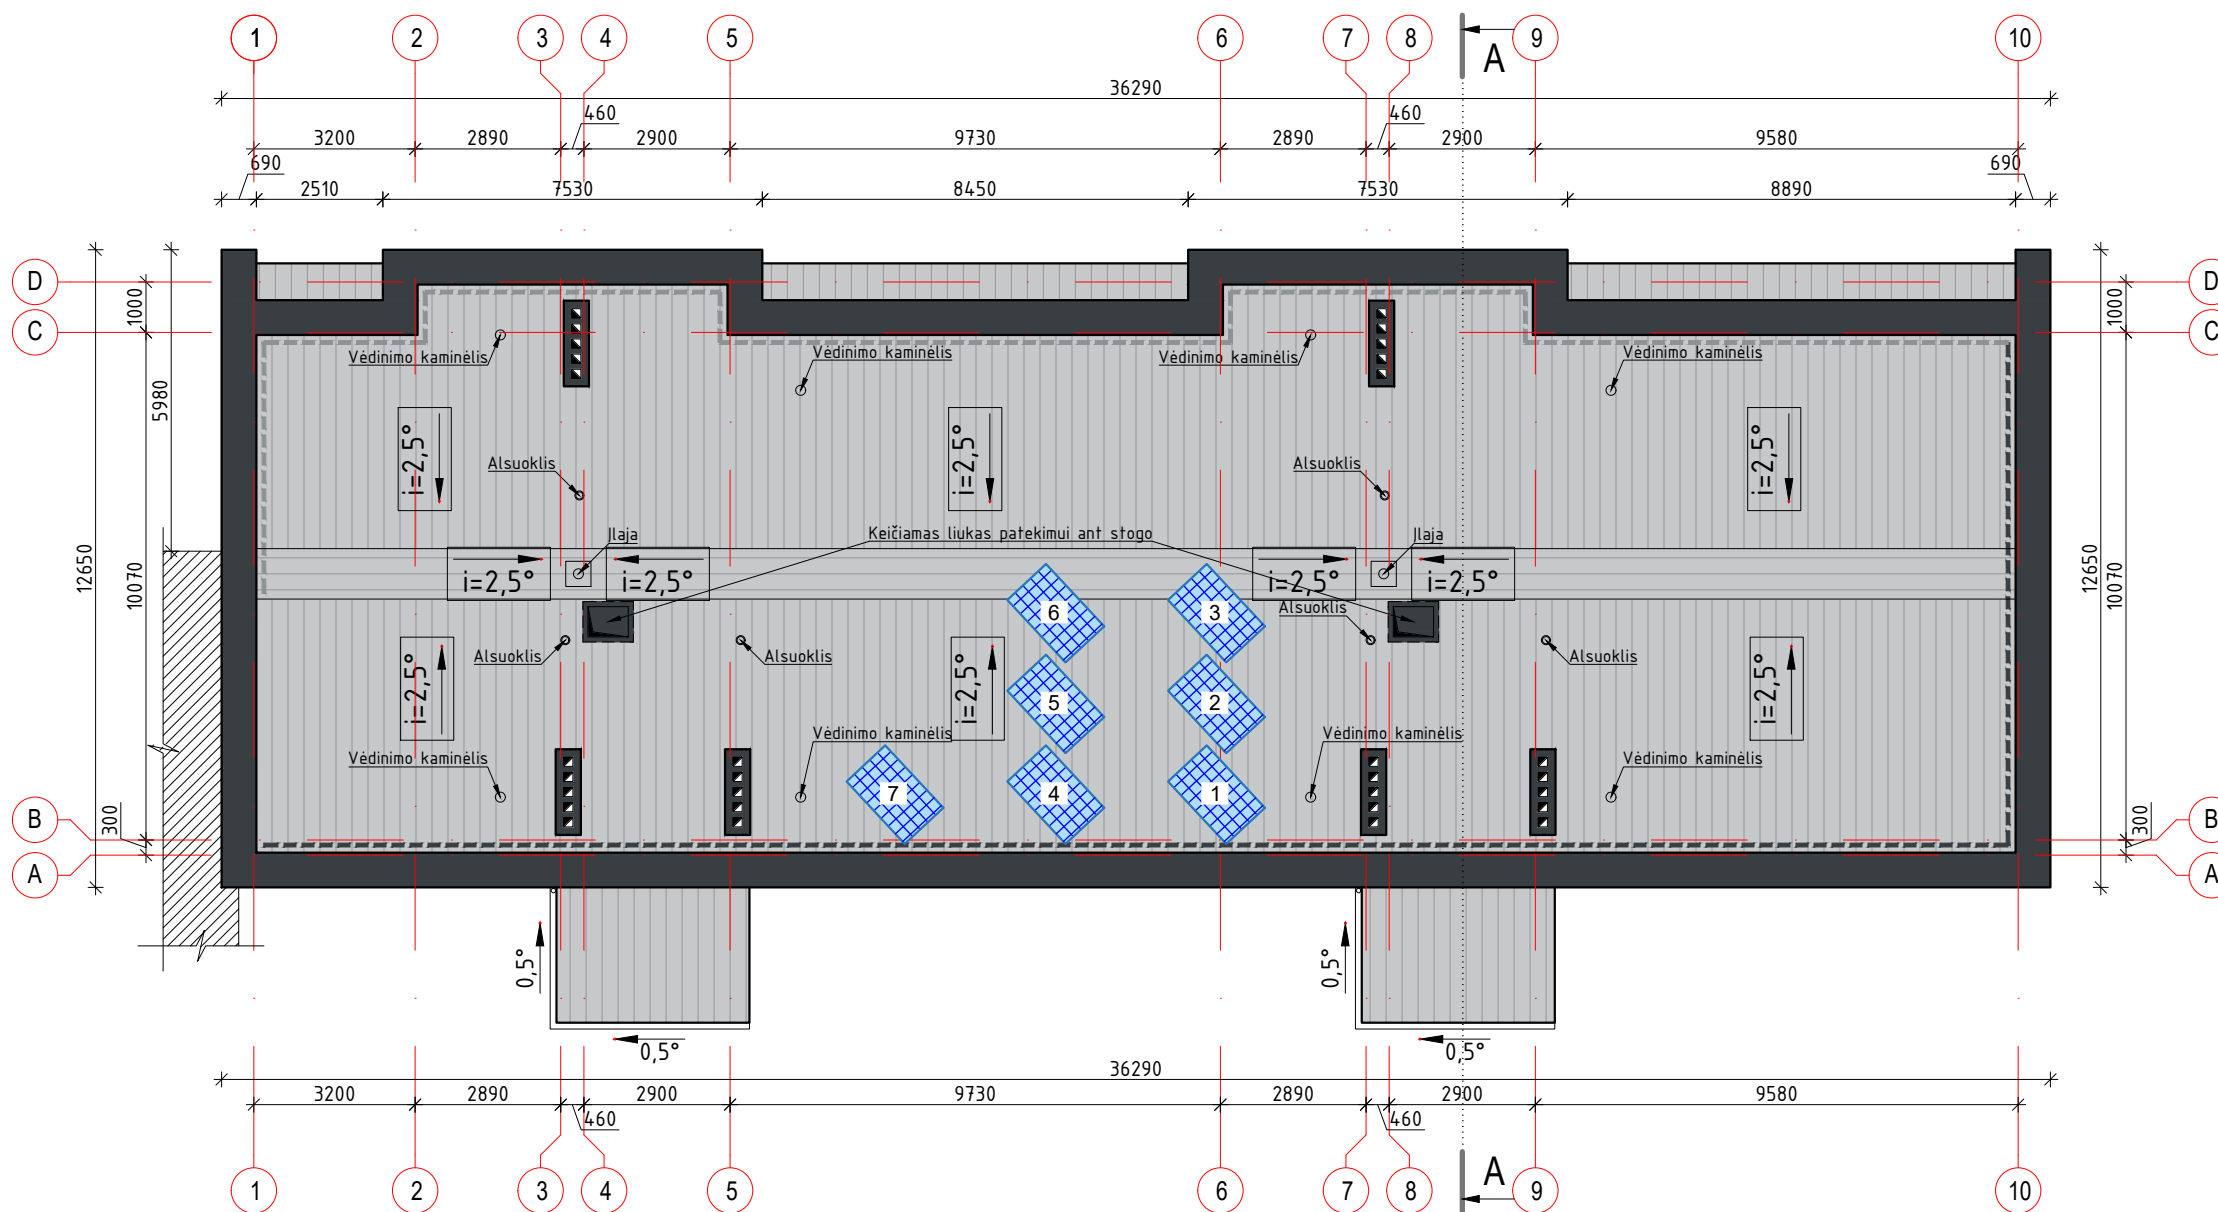 1 2 3 4 5 6 7 8 A 9 10
36290
460 460
3200 2890 2900 9730 2890 2900 9580
690 690
2510 7530 8450 7530 8890
D D
1000 1000
C C
Vėdinimo kaminėlis Vėdinimo kaminėlis Vėdinimo kaminėlis Vėdinimo kaminėlis
5980
i=2,5° i=2,5° i=2,5°
Alsuoklis Alsuoklis
Įlaja Keičiamas liukas patekimui ant stogo Įlaja
12650 10070 12650 10070
i=2,5° i=2,5° i=2,5° i=2,5°
6 3
Alsuoklis
Alsuoklis Alsuoklis Alsuoklis
i=2,5° i=2,5° i=2,5°
5 2
Vėdinimo kaminėlis Vėdinimo kaminėlis Vėdinimo kaminėlis Vėdinimo kaminėlis
7 4 1
B B
300 300
A A
0,5° 0,5°
0,5° 0,5°
36290
3200 2890 2900 9730 2890 2900 9580
460 460
1 2 3 4 5 6 7 8 A 9 10